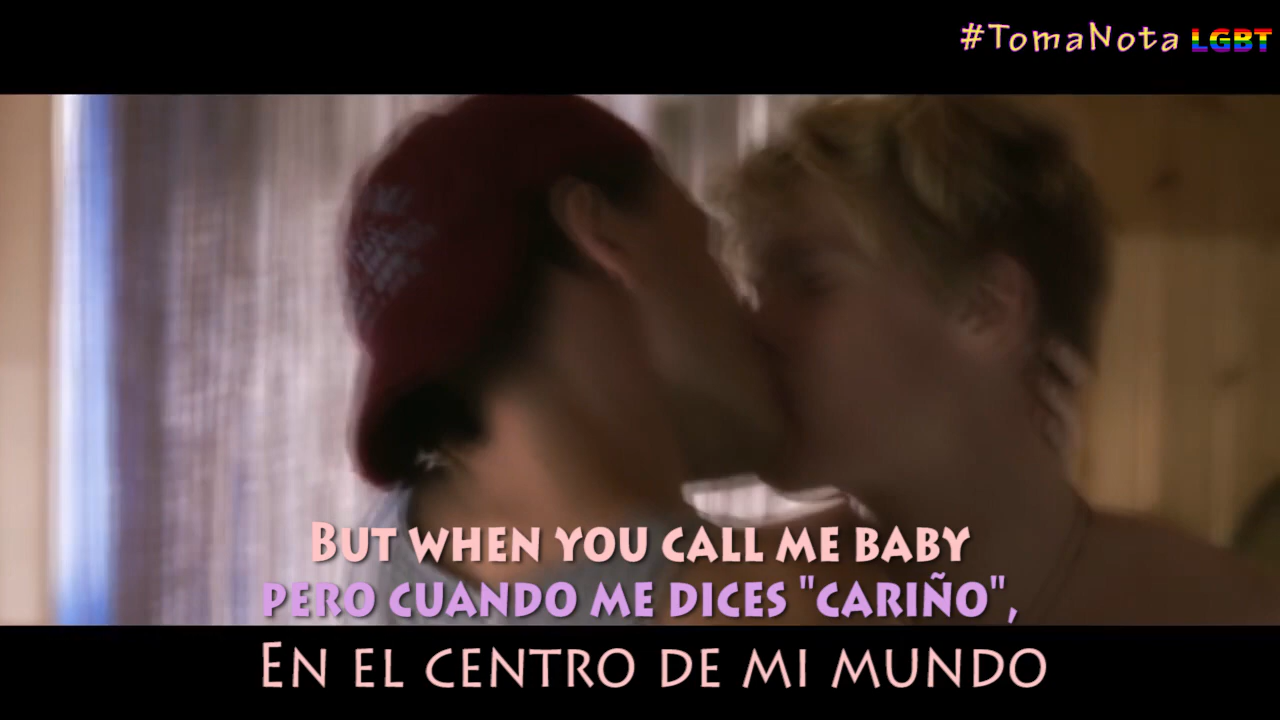 #TomaNota LGBT
BUT WHEN YOU CALL ME BABY
PERO CUANDO ME DICES "CARIÑO",
EN EL CENTRO DE MI MUNDO